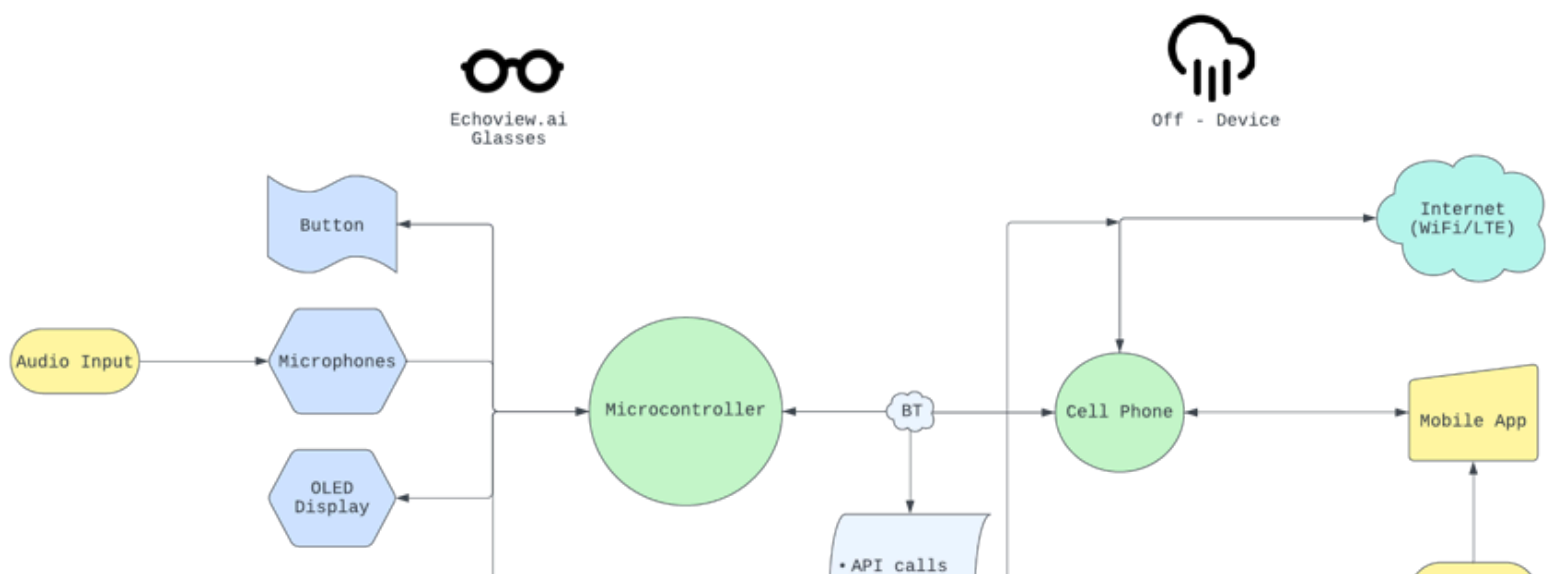 Echoview.ai
Glasses
Off - Device
Button
Internet
(WiFi/LTE)
Audio Input
Microphones
Microcontroller
BT
Cell Phone
Mobile App
OLED
Display
• API calls